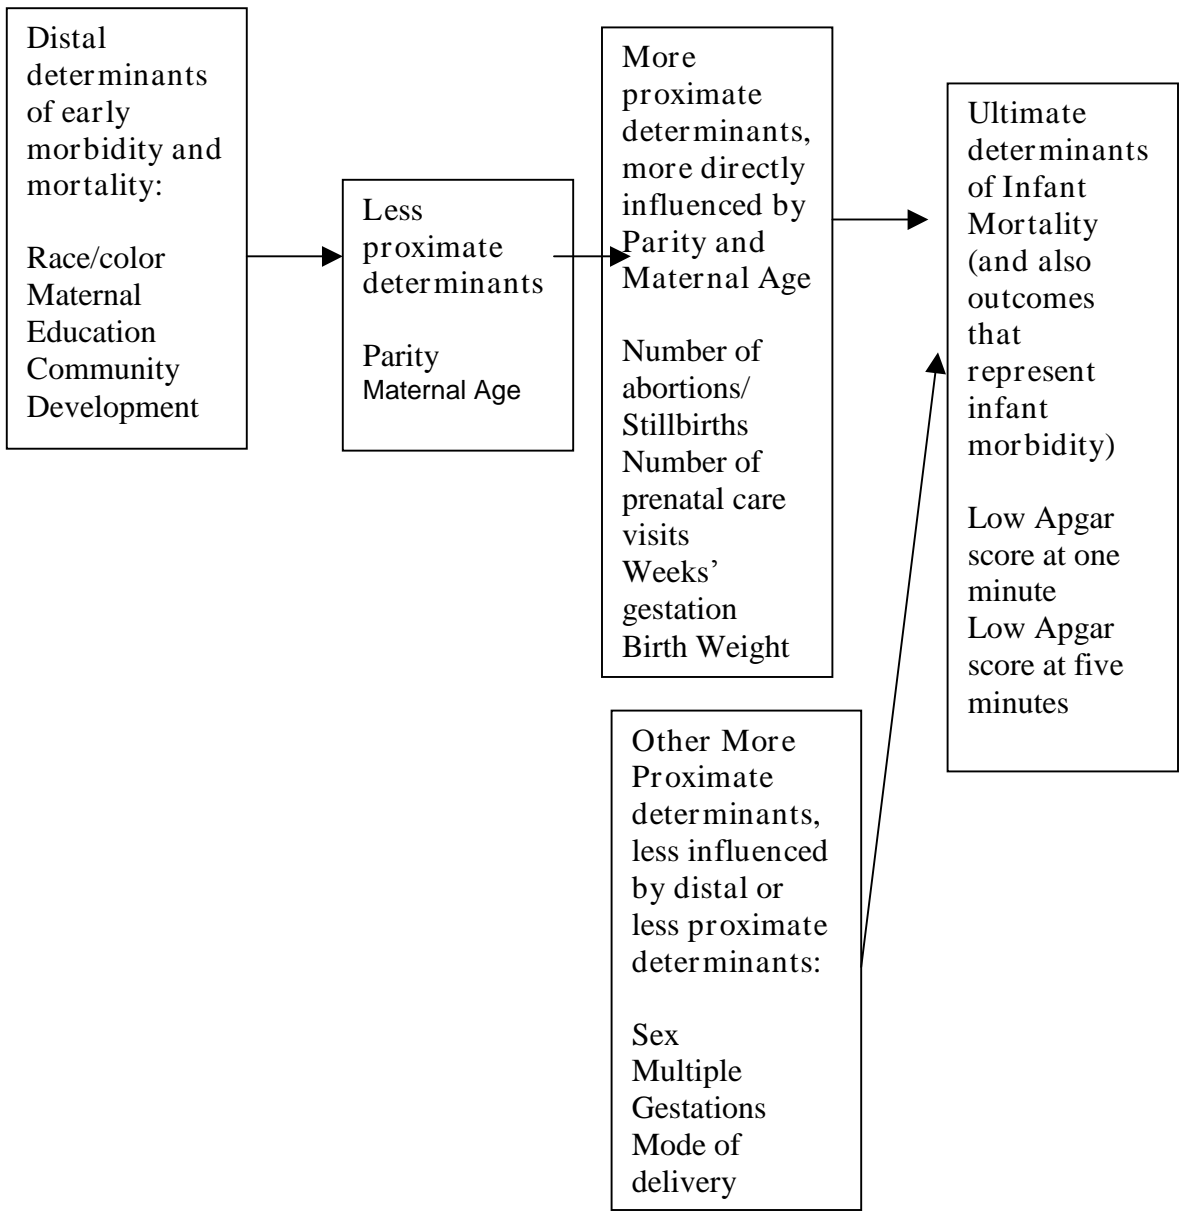 Distal
determinants
of early
morbidity and
mortality:
Race/color
Maternal
Education
Community
Development
Less
proximate
determinants
Parity
Maternal Age
More
proximate
determinants,
more directly
influenced by
Parity and
Maternal Age
Number of
abortions/
Stillbirths
Number of
prenatal care
visits
Weeks’
gestation
Birth Weight
Other More
Proximate
determinants,
less influenced
by distal or
less proximate
determinants:
Sex
Multiple
Gestations
Mode of
delivery
Ultimate
determinants
of Infant
Mortality
(and also
outcomes
that
represent
infant
morbidity)
Low Apgar
score at one
minute
Low Apgar
score at five
minutes